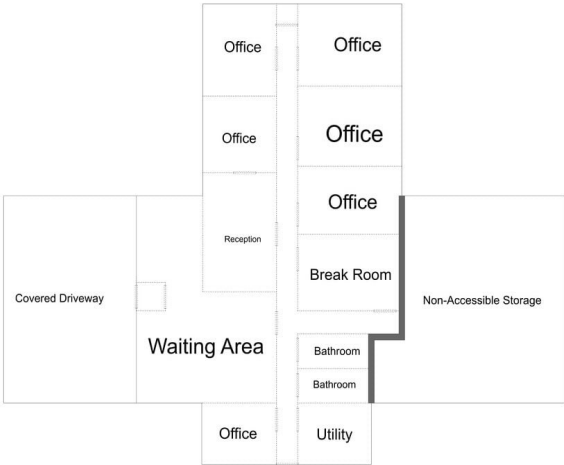 Office
Office
Office
Office
Office
Reception
Break Room
Covered Driveway
Non-Accessible Storage
Waiting Area
Bathroom
Bathroom
Office
Utility